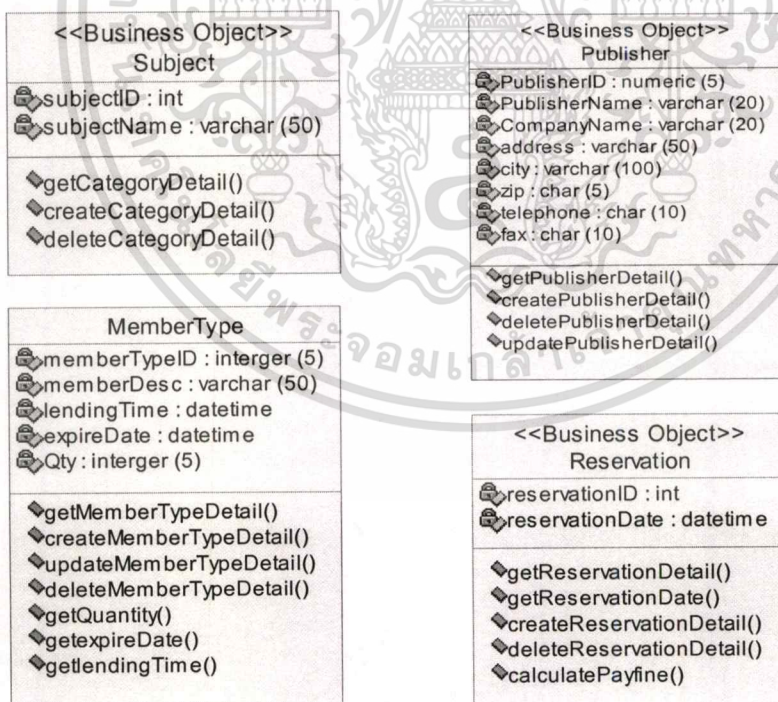 <<Business Object>>
Subject
subjectID : int
subjectName : varchar (50)
getCategoryDetail()
createCategoryDetail()
deleteCategoryDetail()
<<Business Object>>
Publisher
PublisherID : numeric (5)
PublisherName : varchar (20)
CompanyName : varchar (20)
address : varchar (50)
city : varchar (100)
zip : char (5)
telephone : char (10)
fax : char (10)
getPublisherDetail()
createPublisherDetail()
deletePublisherDetail()
updatePublisherDetail()
MemberType
memberTypeID : interger (5)
memberDesc : varchar (50)
lendingTime : datetime
expireDate : datetime
Qty : interger (5)
getMemberTypeDetail()
createMemberTypeDetail()
updateMemberTypeDetail()
deleteMemberTypeDetail()
getQuantity()
getexpireDate()
getlendingTime()
<<Business Object>>
Reservation
reservationID : int
reservationDate : datetime
getReservationDetail()
getReservationDate()
createReservationDetail()
deleteReservationDetail()
calculatePayfine()